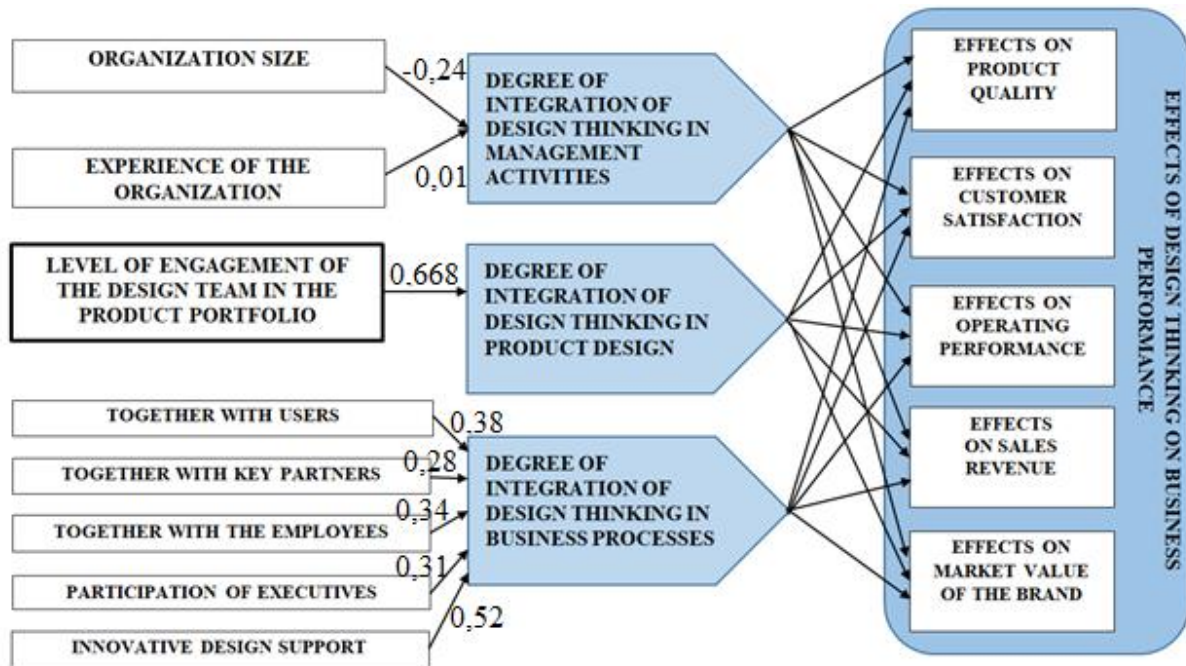 ORGANIZATION SIZE
-0,24
EXPERIENCE OF THE
ORGANIZATION
0,01
DEGREE OF
INTEGRATION OF
DESIGN THINKING IN
MANAGEMENT
ACTIVITIES
LEVEL OF ENGAGEMENT OF
THE DESIGN TEAM IN THE
PRODUCT PORTFOLIO
0.668
DEGREE OF
INTEGRATION OF
DESIGN THINKING IN
PRODUCT DESIGN
TOGETHER WITH USERS
0,38
TOGETHER WITH KEY PARTNERS
0,28
TOGETHER WITH THE EMPLOYEES
0,34
PARTICIPATION OF EXECUTIVES
0,31
INNOVATIVE DESIGN SUPPORT
0,52
DEGREE OF
INTEGRATION OF
DESIGN THINKING IN
BUSINESS PROCESSES
EFFECTS ON
PRODUCT
QUALITY
EFFECTS ON
CUSTOMER
SATISFACTION
EFFECTS ON
OPERATING
PERFORMANCE
EFFECTS
ON SALES
REVENUE
EFFECTS ON
MARKET VALUE
OF THE BRAND
EFFECTS OF DESIGN THINKING ON BUSINESS
PERFORMANCE